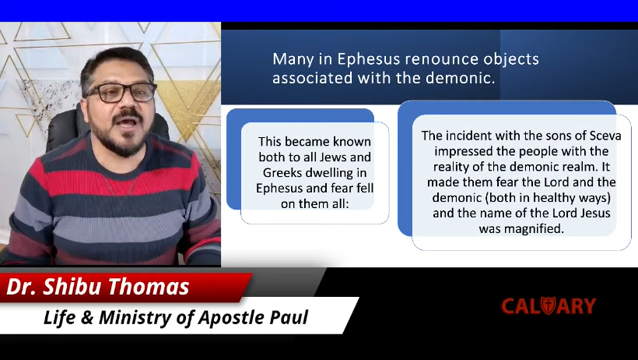 Many in Ephesus renounce objects
associated with the demonic.
This became known
both to all Jews and
Greeks dwelling in
Ephesus and fear fell
on them all:
The incident with the sons of Sceva
impressed the people with the
reality of the demonic realm. It
made them fear the Lord and the
demonic (both in healthy ways)
and the name of the Lord Jesus
was magnified.
Dr. Shibu Thomas
Life & Ministry of Apostle Paul
CALVARY